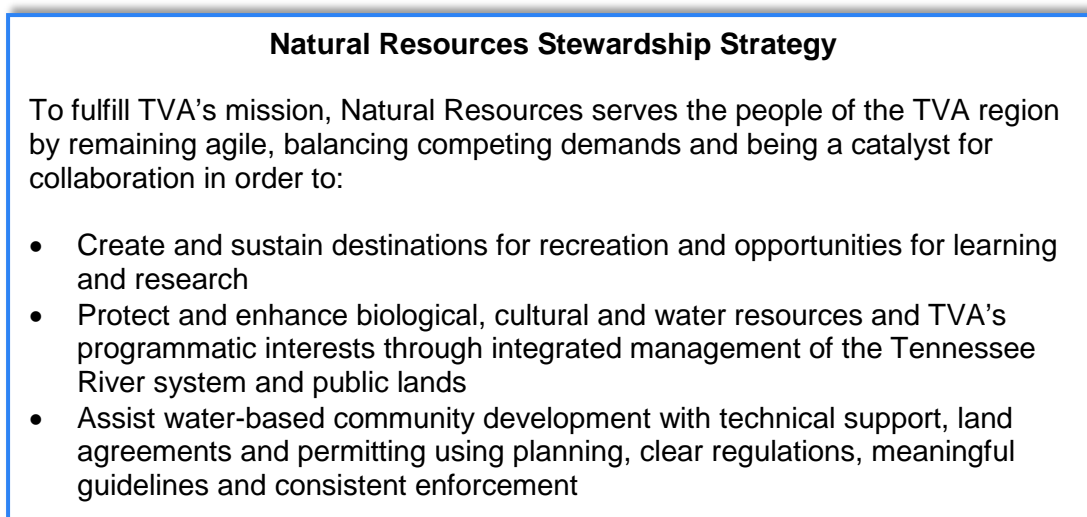 Natural Resources Stewardship Strategy
To fulfill TVA's mission, Natural Resources serves the people of the TVA region
by remaining agile, balancing competing demands and being a catalyst for
collaboration in order to:
• Create and sustain destinations for recreation and opportunities for learning
and research
• Protect and enhance biological, cultural and water resources and TVA's
programmatic interests through integrated management of the Tennessee
River system and public lands
• Assist water-based community development with technical support, land
agreements and permitting using planning, clear regulations, meaningful
guidelines and consistent enforcement